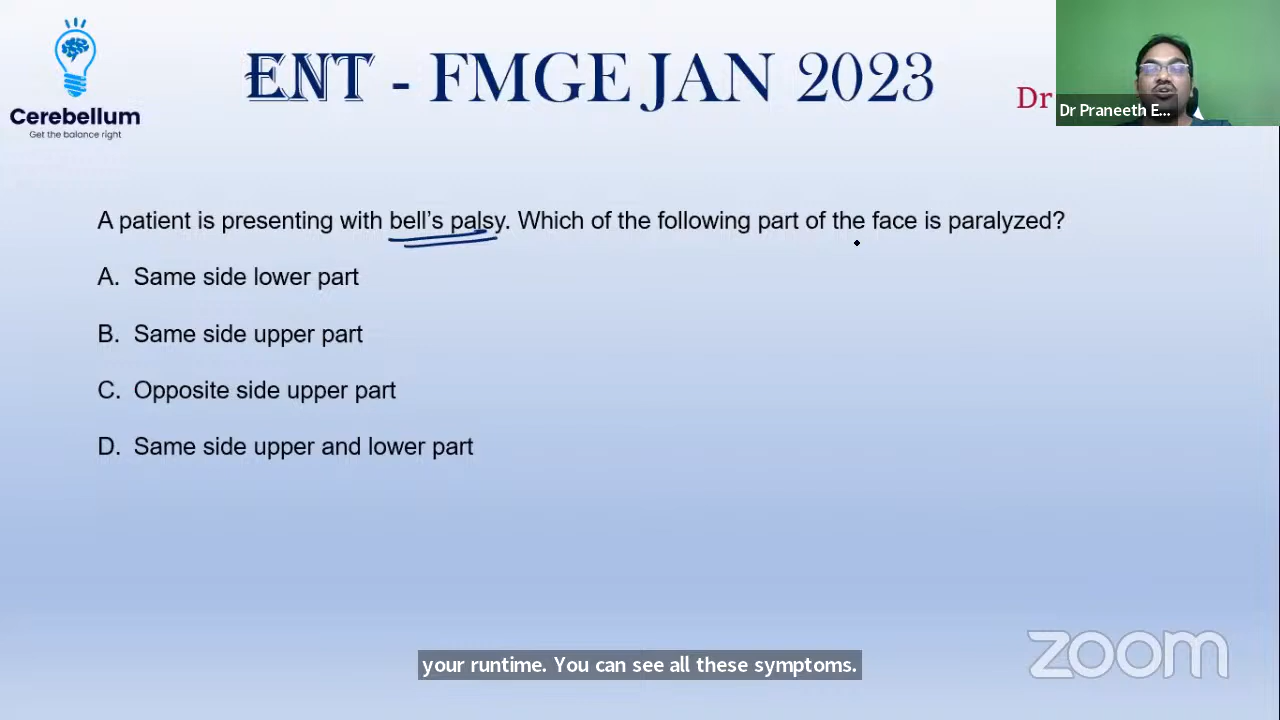 Cerebellum
Get the balance right
ENT - FMGE JAN 2023
Dr
Dr Praneeth E...
A patient is presenting with bell's palsy. Which of the following part of the face is paralyzed?
A. Same side lower part
B. Same side upper part
C. Opposite side upper part
D. Same side upper and lower part
your runtime. You can see all these symptoms.
zoom